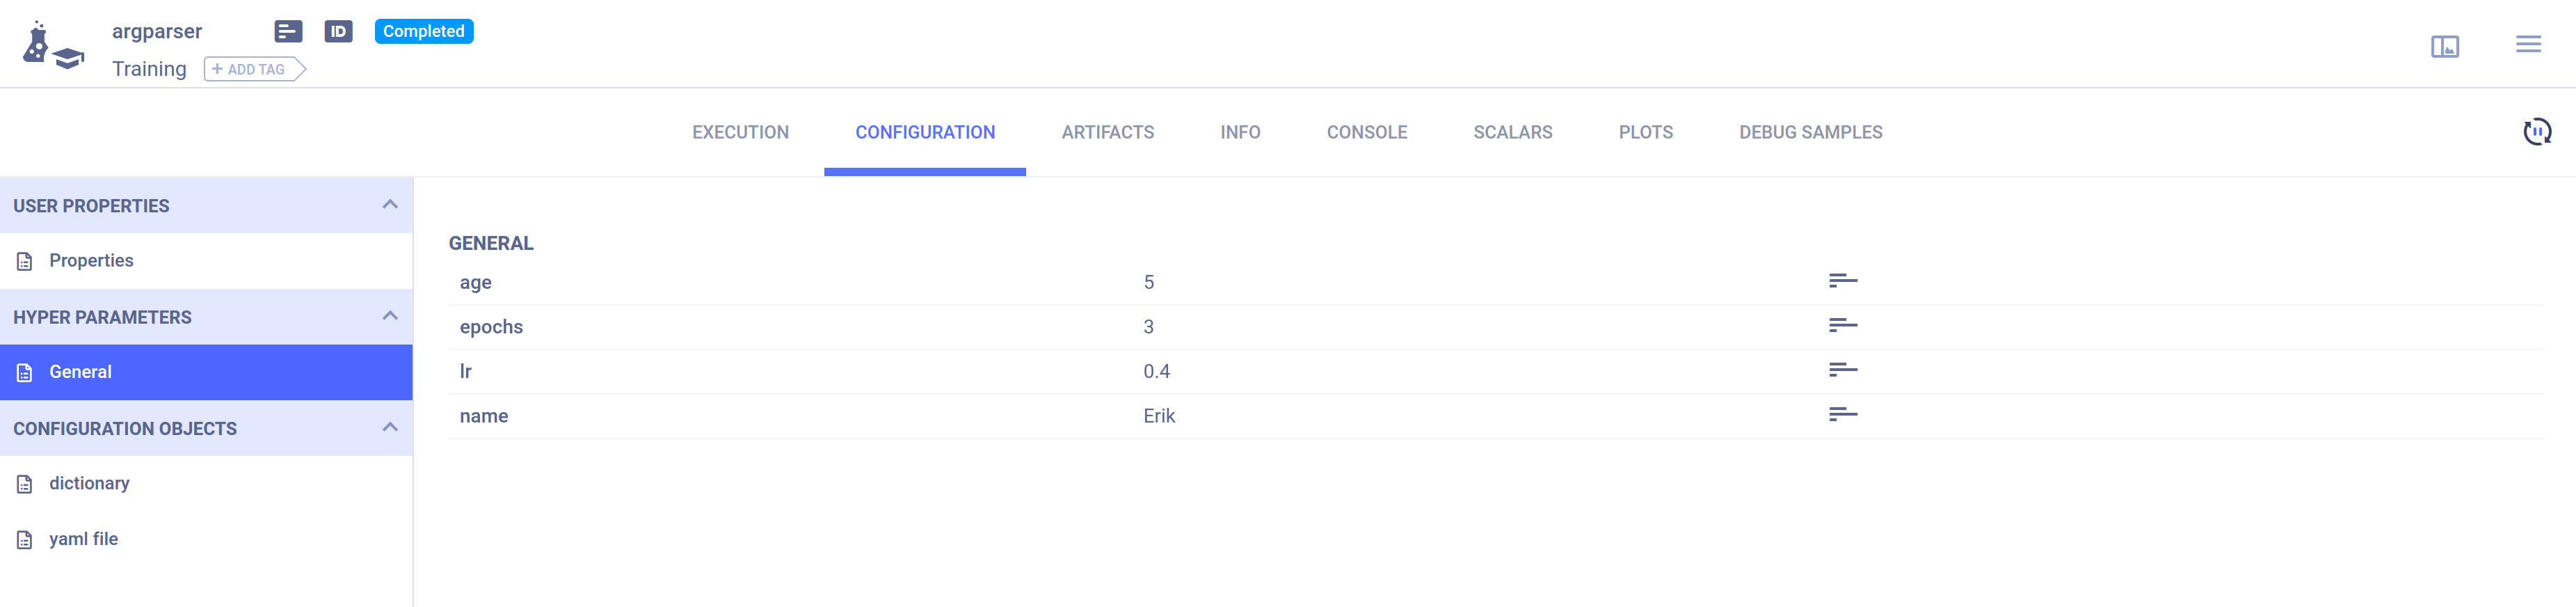 argparser ID Completed
Training + ADD TAG
EXECUTION CONFIGURATION ARTIFACTS INFO CONSOLE SCALARS PLOTS DEBUG SAMPLES
USER PROPERTIES
Properties
HYPER PARAMETERS
General
CONFIGURATION OBJECTS
dictionary
yaml file
GENERAL
age 5
epochs 3
lr 0.4
name Erik